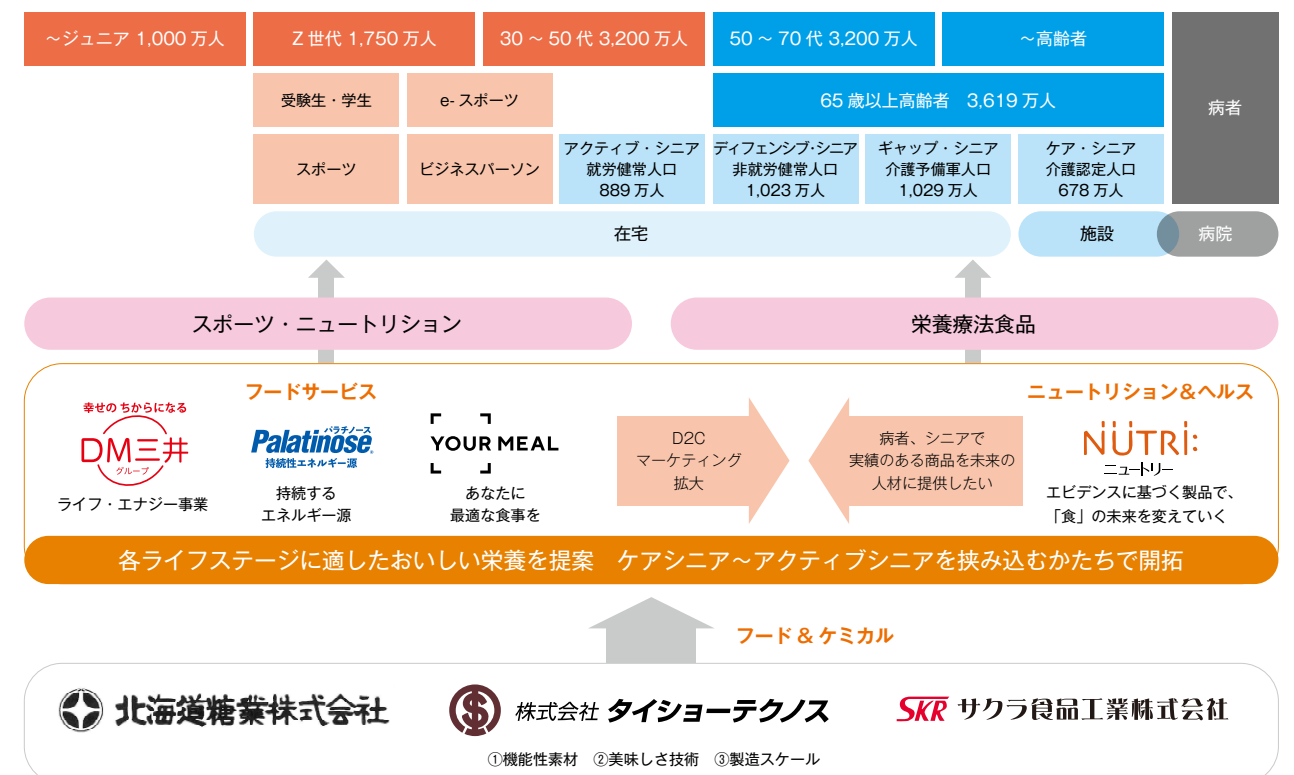 ～ジュニア 1,000 万人
Z 世代 1,750 万人
30 ～ 50 代 3,200 万人
50 ～ 70 代 3,200 万人
～高齢者
病者
受験生・学生
e- スポーツ
65 歳以上高齢者　3,619 万人
スポーツ
ビジネスパーソン
アクティブ・シニア
就労健常人口
889 万人
ディフェンシブ・シニア
非就労健常人口
1,023 万人
ギャップ・シニア
介護予備軍人口
1,029 万人
ケア・シニア
介護認定人口
678 万人
在宅
施設
病院
スポーツ・ニュートリション
栄養療法食品
フードサービス
ニュートリション＆ヘルス
幸せの ちからになる
DM三井
グループ
ライフ・エナジー事業
パラチノース
Palatinose
持続性エネルギー源
持続する
エネルギー源
YOUR MEAL
あなたに
最適な食事を
D2C
マーケティング
拡大
病者、シニアで
実績のある商品を未来の
人材に提供したい
NÜTRi:
ニュートリー
エビデンスに基づく製品で、
「食」の未来を変えていく
各ライフステージに適したおいしい栄養を提案　ケアシニア～アクティブシニアを挟み込むかたちで開拓
フード & ケミカル
北海道糖業株式会社
株式会社 タイショーテクノス
SKR サクラ食品工業株式会社
①機能性素材　②美味しさ技術　③製造スケール